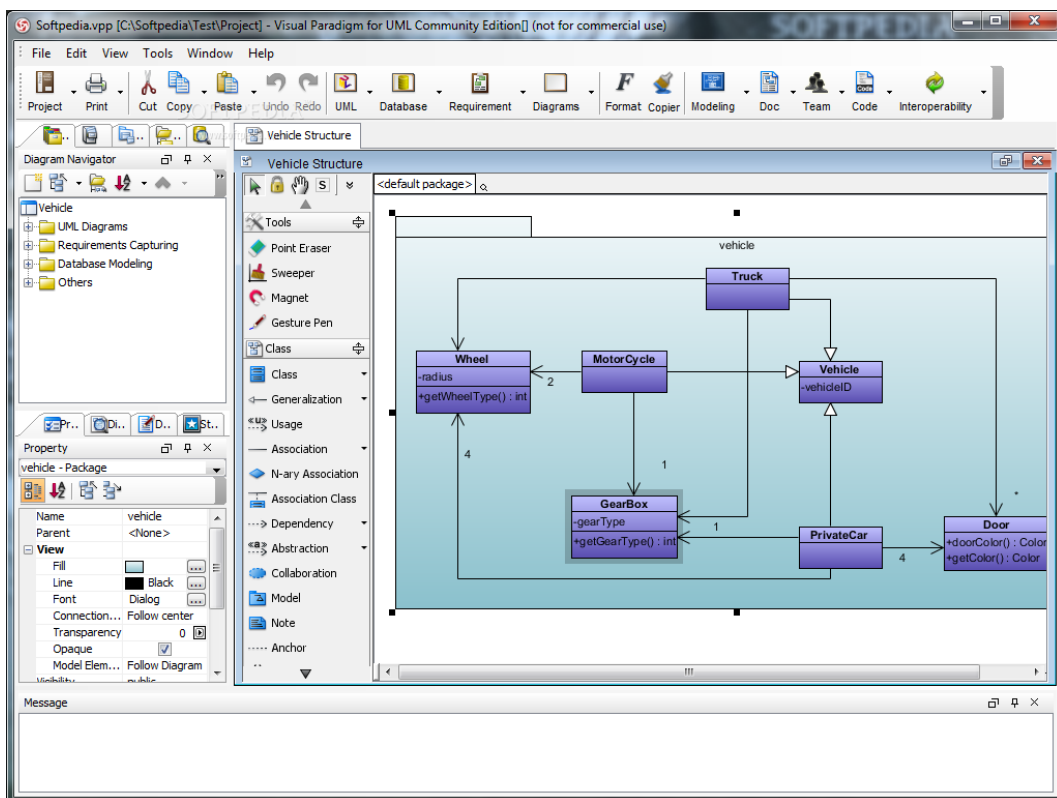 Softpedia.vpp [C:\Softpedia\Test\Project] - Visual Paradigm for UML Community Edition[] (not for commercial use)
File Edit View Tools Window Help
Project Print Cut Copy Paste Undo Redo UML Database Requirement Diagrams Format Copier Modeling Doc Team Code Interoperability
SOFTPEDIA
Vehicle Structure
Diagram Navigator
Vehicle Structure
<default package>
Vehicle
UML Diagrams
Requirements Capturing
Database Modeling
Others
Tools
Point Eraser
Sweeper
Magnet
Gesture Pen
Class
Class
Generalization
Usage
Association
N-ary Association
Association Class
Dependency
Abstraction
Collaboration
Model
Note
Anchor
vehicle
Truck
Wheel
-radius
+getWheelType() : int
MotorCycle
2
Vehicle
-vehicleID
4
1
GearBox
-gearType
+getGearType() : int
1
PrivateCar
4
*
Door
+doorColor() : Color
+getColor() : Color
Pr.. Di.. D.. St..
Property
vehicle - Package
Name vehicle
Parent <None>
View
Fill
Line Black
Font Dialog
Connection... Follow center
Transparency 0
Opaque
Model Elem... Follow Diagram
Visibility public
Message